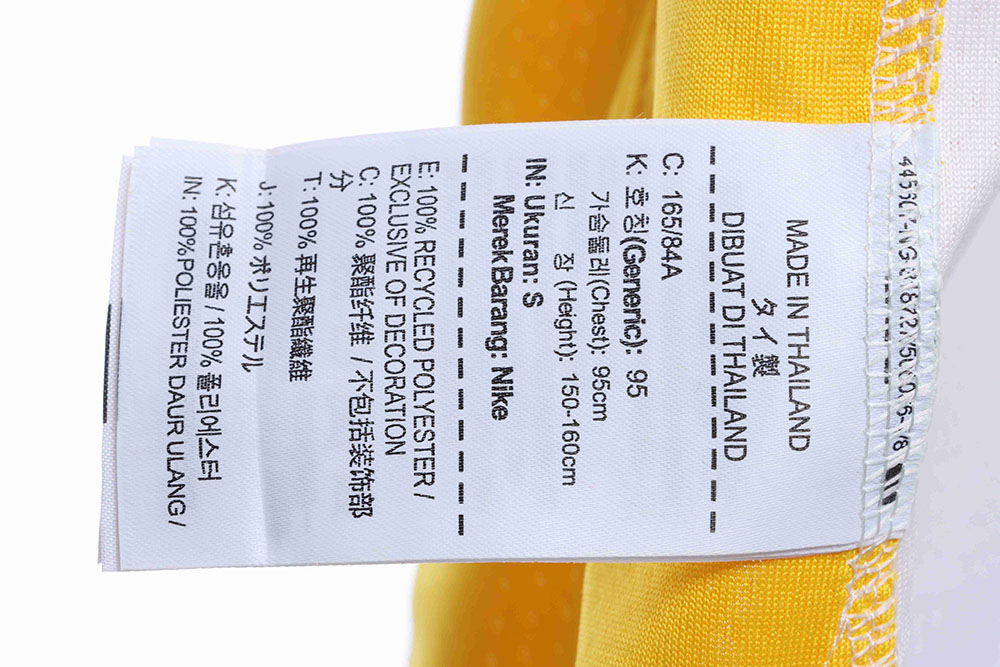 MADE IN THAILAND
タイ製
DIBUAT DI THAILAND
C: 165/84A
K: 호칭(Generic): 95
가슴둘레(Chest): 95cm
신 장 (Height): 150-160cm
IN: Ukuran: S
Merek Barang: Nike
E: 100% RECYCLED POLYESTER /
EXCLUSIVE OF DECORATION
C: 100% 聚酯纤维 / 不包括装饰部
分
T: 100% 再生聚酯纖維
J: 100% ポリエステル
K: 섬유혼용율 / 100% 폴리에스터
IN: 100%POLIESTER DAUR ULANG /